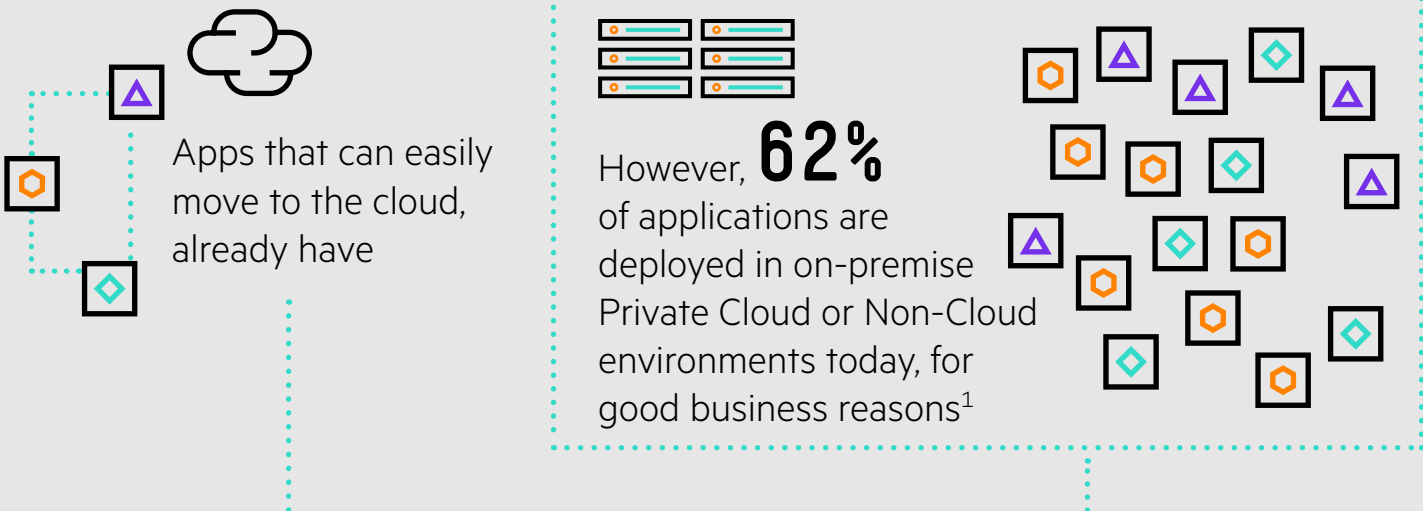 Apps that can easily
move to the cloud,
already have
However, 62%
of applications are
deployed in on-premise
Private Cloud or Non-Cloud
environments today, for
good business reasons¹